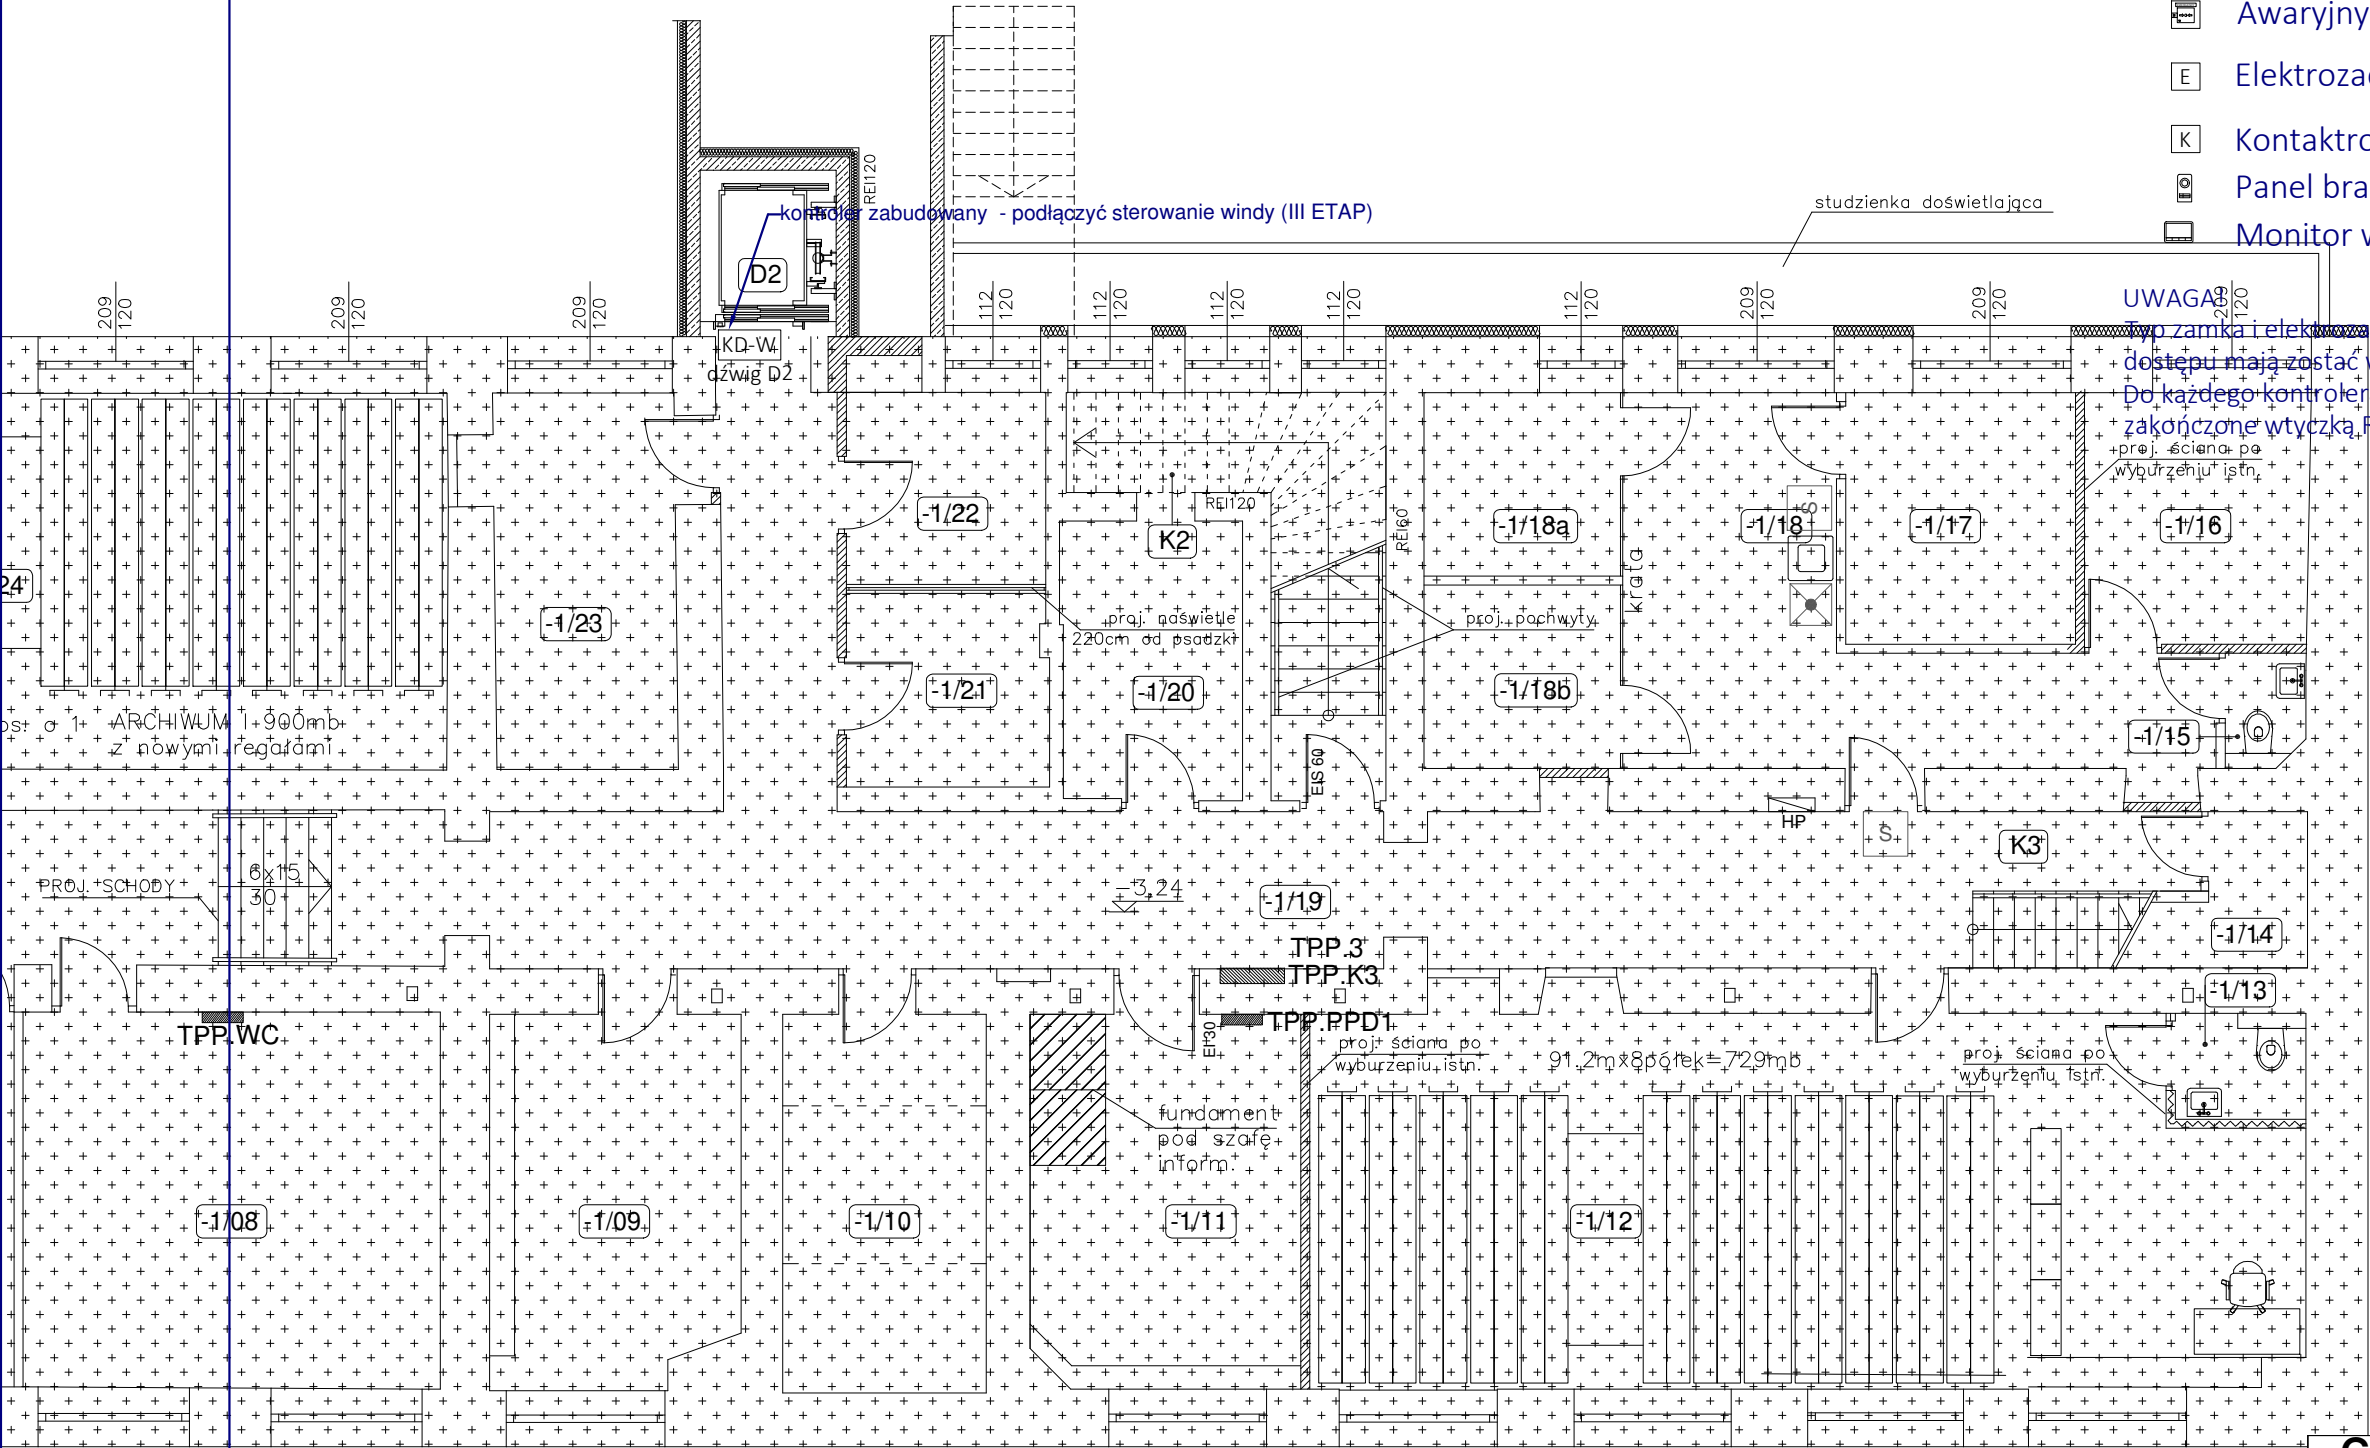 Awaryjny
E Elektroza
K Kontaktro
Panel bra
Monitor w
REI120
kontroler zabudowany - podłączyć sterowanie windy (III ETAP)
studzienka doświetlająca
D2
209
120
209
120
209
120
112
120
112
120
112
120
112
120
112
120
209
120
209
120
209
120
UWAGA!
Typ zamka i elektroza
dostępu mają zostać w
Do każdego kontroler
zakończone wtyczką R
KD-W
dźwig D2
proj. ściana po
wyburzeniu istn.
-1/22
REI120
K2
REI60
-1/18a
-1/18
S
-1/17
-1/16
krata
24
-1/23
proj. naświetle
220cm od psadzki
proj. pochwyty
-1/21
-1/20
-1/18b
-1/15
ARCHIWUM I 900mb
z nowymi regałami
EIS 60
HP
S
K3
6x15
30
PROJ. SCHODY
-3,24
-1/19
-1/14
TPP.3
TPP.K3
-1/13
TPP.WC
TPP.PPD1
EI 30
proj. ściana po
wyburzeniu istn.
91.2mx8półek=729mb
proj. ściana po
wyburzeniu istn.
fundament
pod szafę
inform.
-1/08
-1/09
-1/10
-1/11
-1/12